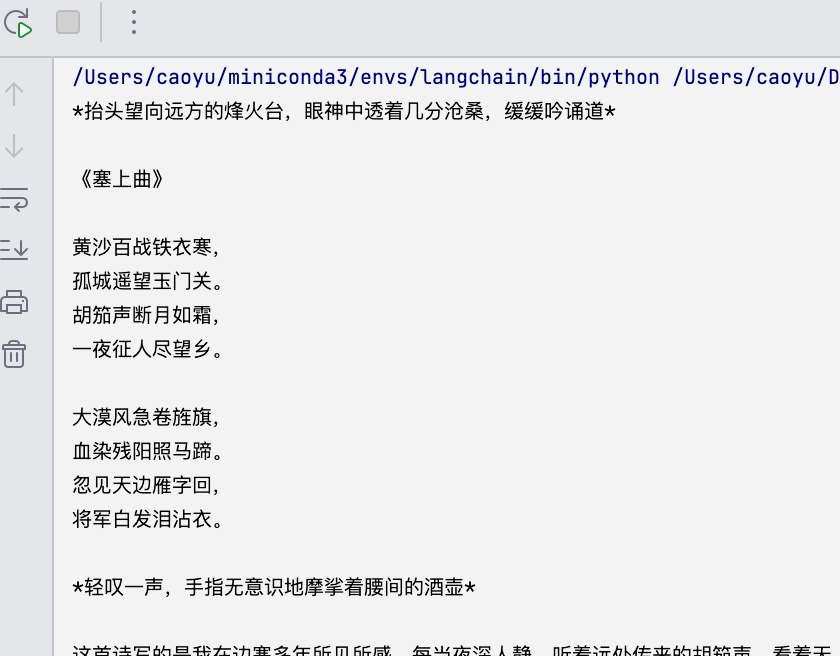 /Users/caoyu/miniconda3/envs/langchain/bin/python /Users/caoyu/D
*抬头望向远方的烽火台，眼神中透着几分沧桑，缓缓吟诵道*
《塞上曲》
黄沙百战铁衣寒，
孤城遥望玉门关。
胡笳声断月如霜，
一夜征人尽望乡。
大漠风急卷旌旗，
血染残阳照马蹄。
忽见天边雁字回，
将军白发泪沾衣。
*轻叹一声，手指无意识地摩挲着腰间的酒壶*
这首诗写的是我在边塞多年所见所感。每当夜深人静，听着远处传来的胡笳声，看着天